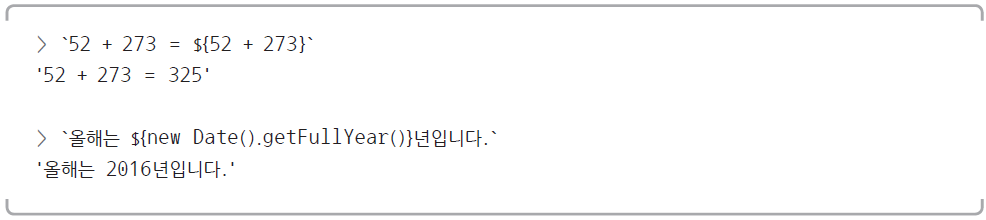 > `52 + 273 = ${52 + 273}`
'52 + 273 = 325'
> `올해는 ${new Date().getFullYear()}년입니다.`
'올해는 2016년입니다.'